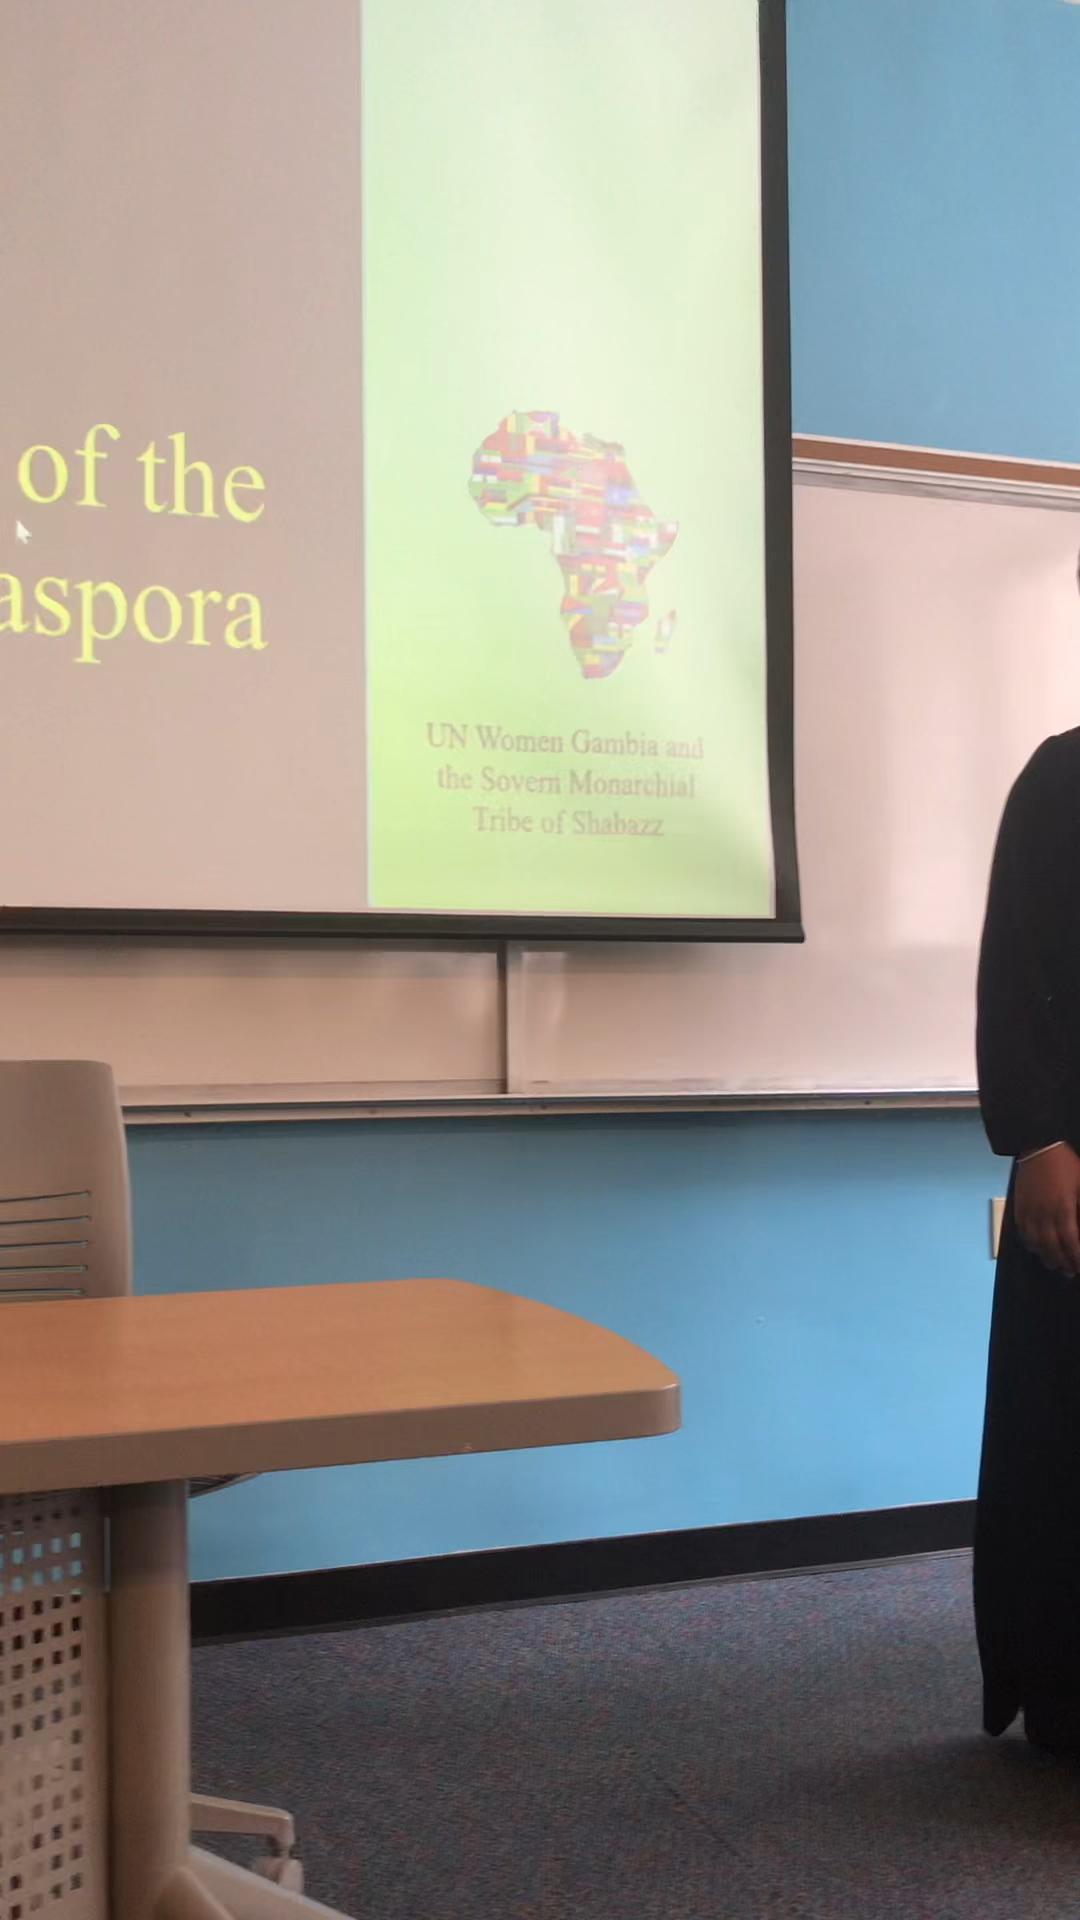 of the
aspora
UN Women Gambia and
the Sovern Monarchial
Tribe of Shabazz